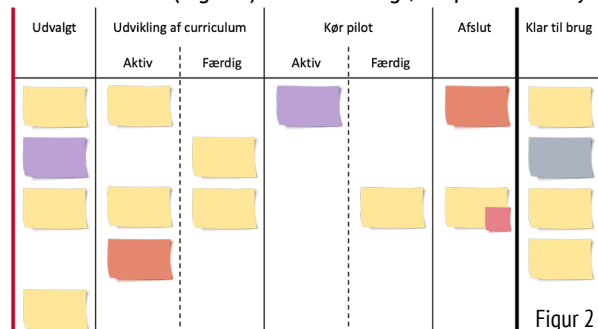 Udvalgt Udvikling af curriculum Kør pilot Afslut Klar til brug
Aktiv Færdig Aktiv Færdig
Figur 2